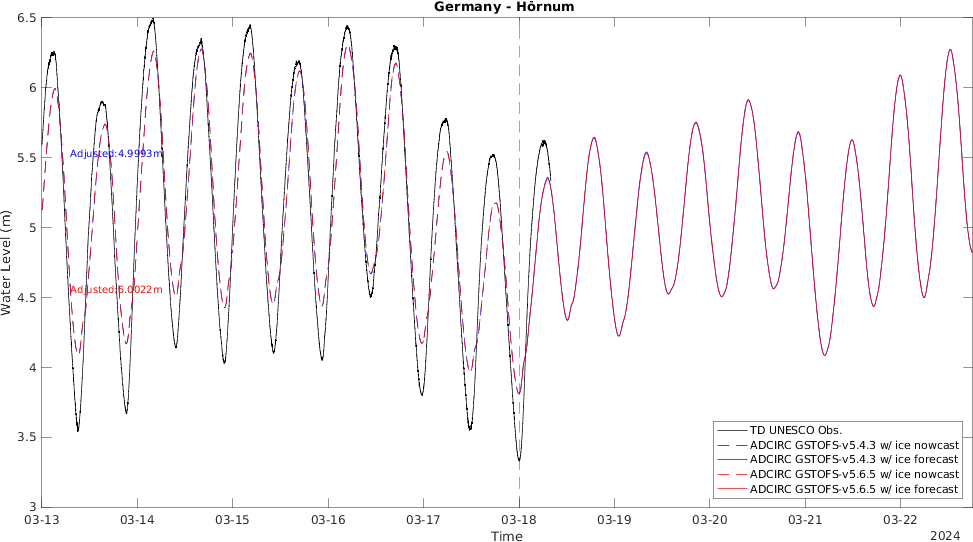 Germany - Hörnum
6.5
6
5.5
5
4.5
4
3.5
3
Water Level (m)
Adjusted:4.9993m
Adjusted:5.0022m
TD UNESCO Obs.
ADCIRC GSTOFS-v5.4.3 w/ ice nowcast
ADCIRC GSTOFS-v5.4.3 w/ ice forecast
ADCIRC GSTOFS-v5.6.5 w/ ice nowcast
ADCIRC GSTOFS-v5.6.5 w/ ice forecast
03-13 03-14 03-15 03-16 03-17 03-18 03-19 03-20 03-21 03-22
Time
2024